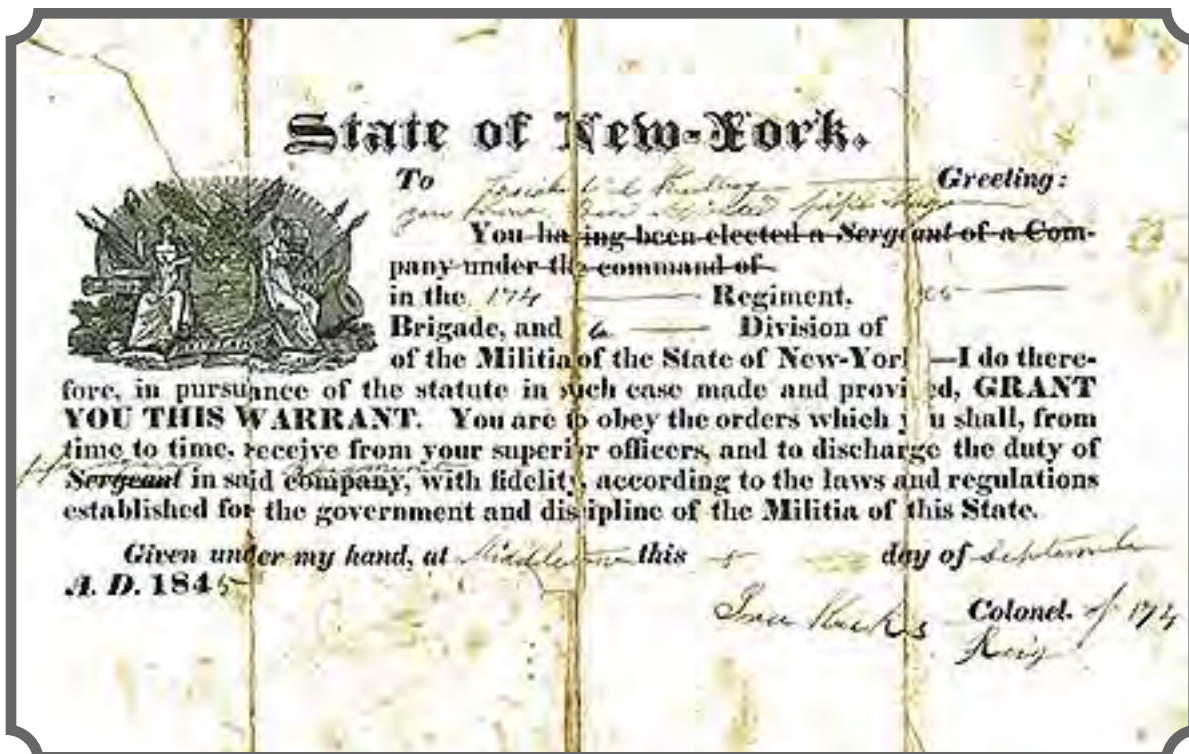 State of New-York.
To Greeting:
You having been elected a Sergeant of a Com-
pany under the command of
in the 174 Regiment,
Brigade, and 6 Division of
of the Militia of the State of New-York—I do there-
fore, in pursuance of the statute in such case made and provided, GRANT
YOU THIS WARRANT. You are to obey the orders which you shall, from
time to time, receive from your superior officers, and to discharge the duty of
Sergeant in said company, with fidelity, according to the laws and regulations
established for the government and discipline of the Militia of this State.
Given under my hand, at Middletown this 5 day of September
A. D. 1845
Colonel. of 174